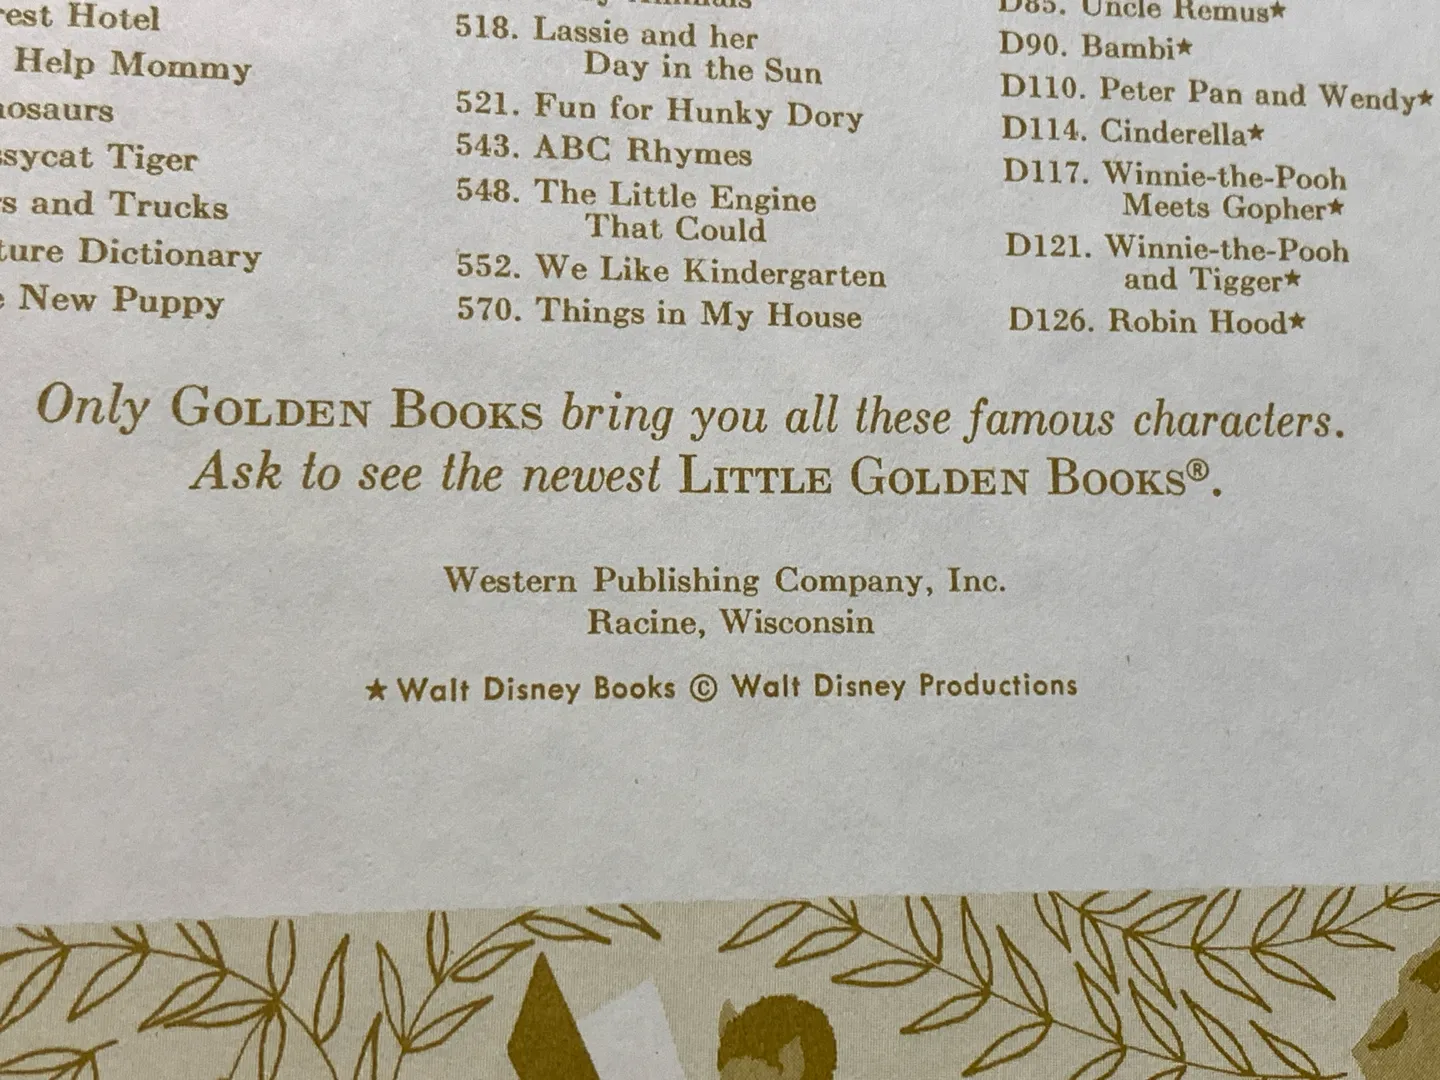 Hotel
Help Mommy
Tiger
and Trucks
Dictionary
New Puppy
518. Lassie and her
Day in the Sun
521. Fun for Hunky Dory
543. ABC Rhymes
548. The Little Engine
That Could
552. We Like Kindergarten
570. Things in My House
D85. Uncle Remus★
D90. Bambi★
D110. Peter Pan and Wendy★
D114. Cinderella★
D117. Winnie-the-Pooh
Meets Gopher★
D121. Winnie-the-Pooh
and Tigger★
D126. Robin Hood★
Only GOLDEN BOOKS bring you all these famous characters.
Ask to see the newest LITTLE GOLDEN BOOKS®.
Western Publishing Company, Inc.
Racine, Wisconsin
★ Walt Disney Books © Walt Disney Productions